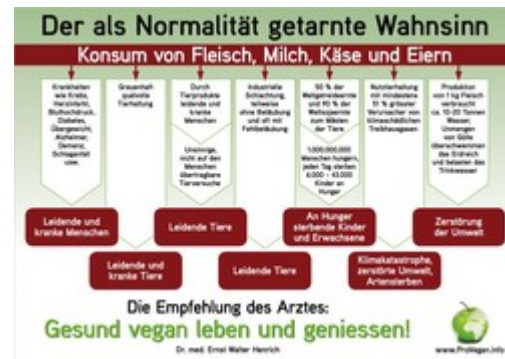 Der als Normalität getarnte Wahnsinn
Konsum von Fleisch, Milch, Käse und Eiern
Krankheiten
wie Krebs,
Herzinfarkt,
Bluthochdruck,
Diabetes,
Übergewicht,
Alzheimer,
Demenz,
Schlaganfall
usw.
Grauenhaft
qualvolle
Tierhaltung
Durch
Tierprodukte
leidende und
kranke
Menschen
Unsinnige,
nicht auf den
Menschen
übertragbare
Tierversuche
Industrielle
Schlachtung,
teilweise
ohne Betäubung
und oft mit
Fehlbetäubung
50 % der
Weltgetreideernte
und 90 % der
Weltsojaernte
zum Mästen
der Tiere
1.000.000.000
Menschen hungern,
jeden Tag sterben
6.000 - 43.000
Kinder an
Hunger
Nutztierhaltung
mit mindestens
51 % grösster
Verursacher von
klimaschädlichen
Treibhausgasen
Produktion
von 1 kg Fleisch
verbraucht
ca. 10-20 Tonnen
Wasser.
Unmengen
von Gülle
überschwemmen
das Erdreich
und belasten das
Trinkwasser
Leidende und
kranke Menschen
Leidende Tiere
An Hunger
sterbende Kinder
und Erwachsene
Zerstörung
der Umwelt
Leidende und
kranke Tiere
Leidende Tiere
Klimakatastrophe,
zerstörte Umwelt,
Artensterben
Die Empfehlung des Arztes:
Gesund vegan leben und geniessen!
Dr. med. Ernst Walter Henrich
www.ProVegan.info